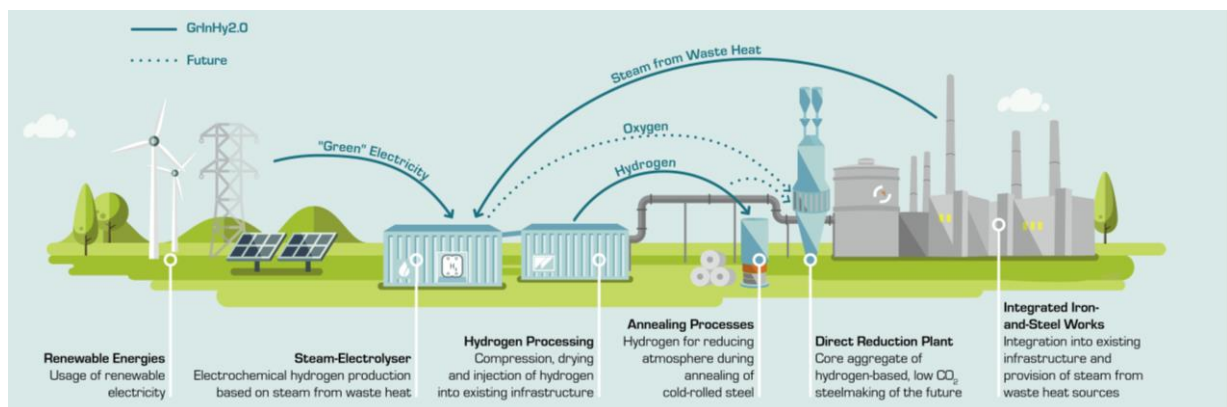 GrInHy2.0
Future
Steam from Waste Heat
Oxygen
"Green" Electricity
Hydrogen
H2
Renewable Energies
Usage of renewable
electricity
Steam-Electrolyser
Electrochemical hydrogen production
based on steam from waste heat
Hydrogen Processing
Compression, drying
and injection of hydrogen
into existing infrastructure
Annealing Processes
Hydrogen for reducing
atmosphere during
annealing of
cold-rolled steel
Direct Reduction Plant
Core aggregate of
hydrogen-based, low CO₂
steelmaking of the future
Integrated Iron-
and-Steel Works
Integration into existing
infrastructure and
provision of steam from
waste heat sources